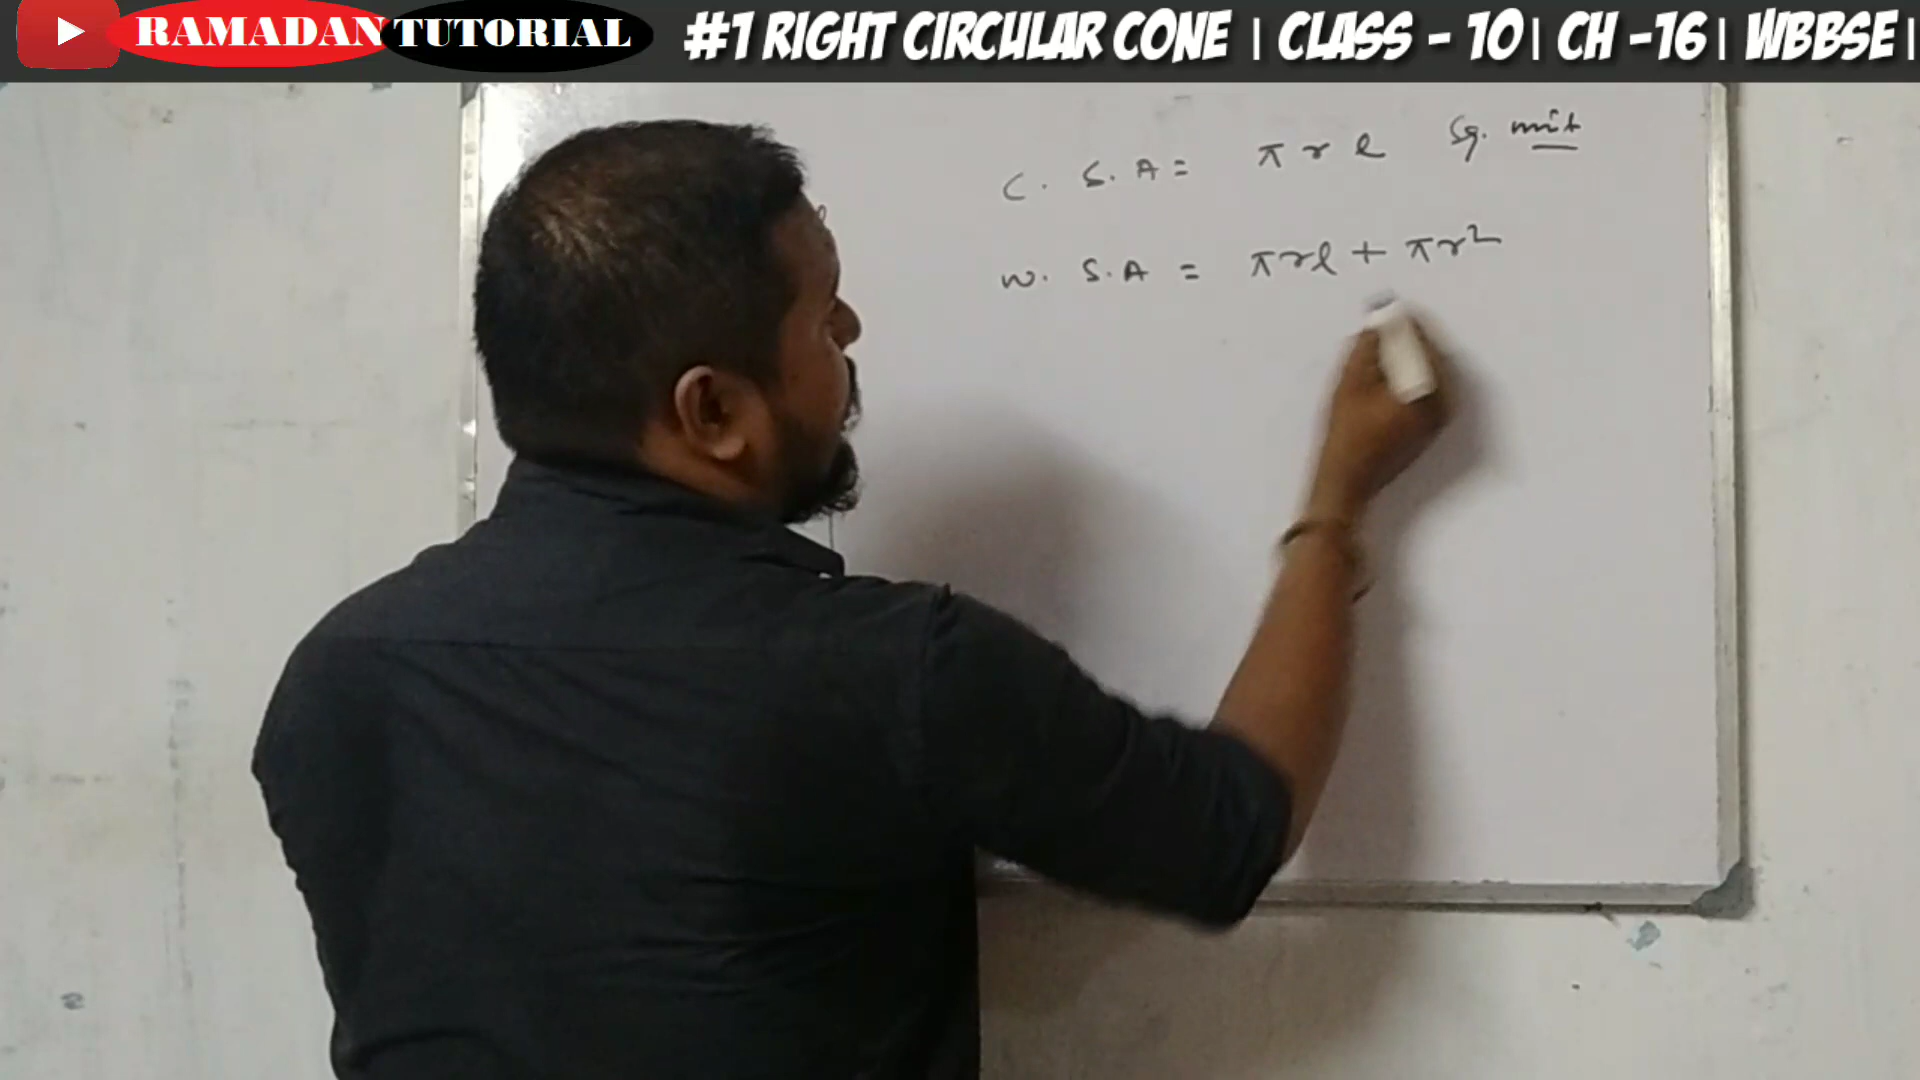 RAMADAN TUTORIAL
#1 RIGHT CIRCULAR CONE | CLASS - 10 | CH -16 | WBBSE |
C. S. A = π r l Sq. unit
W. S. A = πrl + πr²